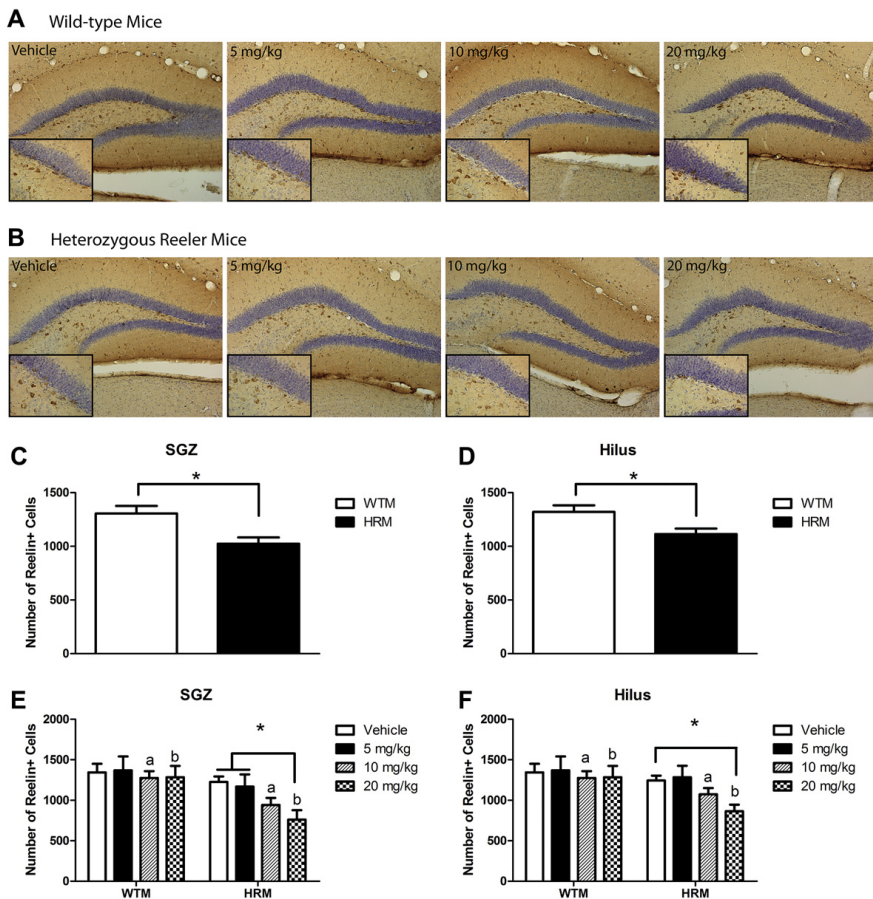 A Wild-type Mice
Vehicle 5 mg/kg 10 mg/kg 20 mg/kg
B Heterozygous Reeler Mice
Vehicle 5 mg/kg 10 mg/kg 20 mg/kg
C SGZ
Number of Reelin+ Cells
1500
1000
500
0
*
WTM
HRM
D Hilus
Number of Reelin+ Cells
1500
1000
500
0
*
WTM
HRM
E SGZ
Number of Reelin+ Cells
2000
1500
1000
500
0
a b * a b
WTM HRM
Vehicle
5 mg/kg
10 mg/kg
20 mg/kg
F Hilus
Number of Reelin+ Cells
2000
1500
1000
500
0
a b * a b
WTM HRM
Vehicle
5 mg/kg
10 mg/kg
20 mg/kg